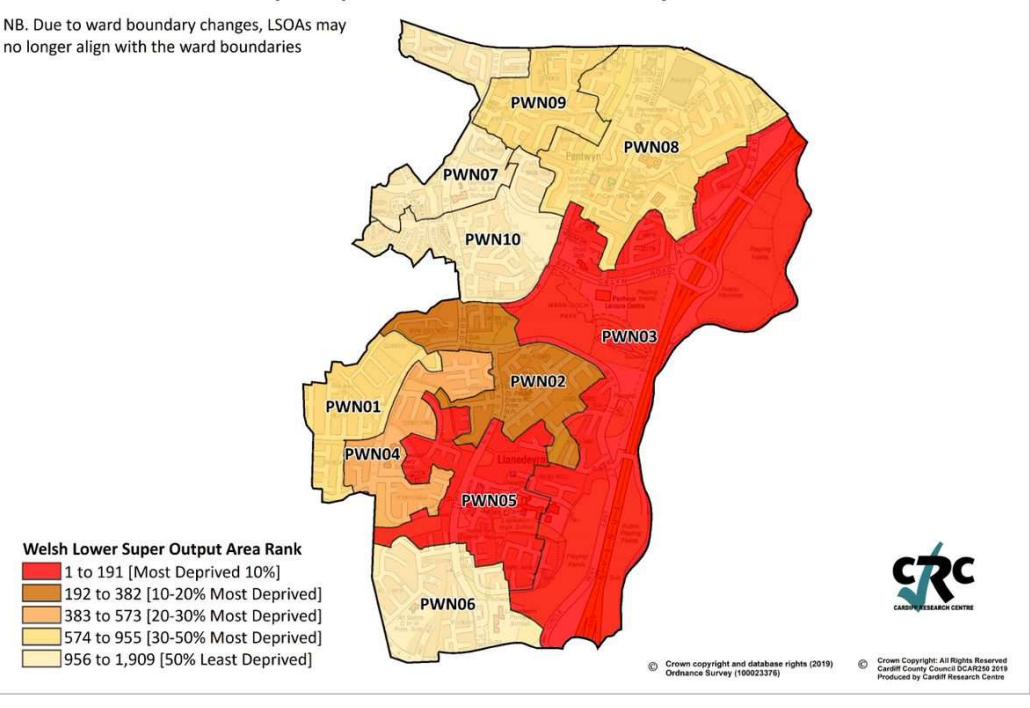 NB. Due to ward boundary changes, LSOAs may
no longer align with the ward boundaries
PWN09
PWN08
Pentwyn
PWN07
PWN10
PWN03
PWN02
PWN01
PWN04
Llanedeyrn
PWN05
PWN06
Welsh Lower Super Output Area Rank
1 to 191 [Most Deprived 10%]
192 to 382 [10-20% Most Deprived]
383 to 573 [20-30% Most Deprived]
574 to 955 [30-50% Most Deprived]
956 to 1,909 [50% Least Deprived]
CRC
CARDIFF RESEARCH CENTRE
© Crown copyright and database rights (2019)
Ordnance Survey (100023376)
© Crown Copyright: All Rights Reserved
Cardiff County Council DCAR250 2019
Produced by Cardiff Research Centre